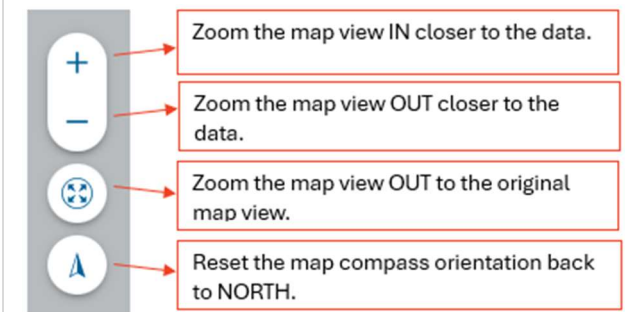 Zoom the map view IN closer to the data.
Zoom the map view OUT closer to the
data.
Zoom the map view OUT to the original
map view.
Reset the map compass orientation back
to NORTH.